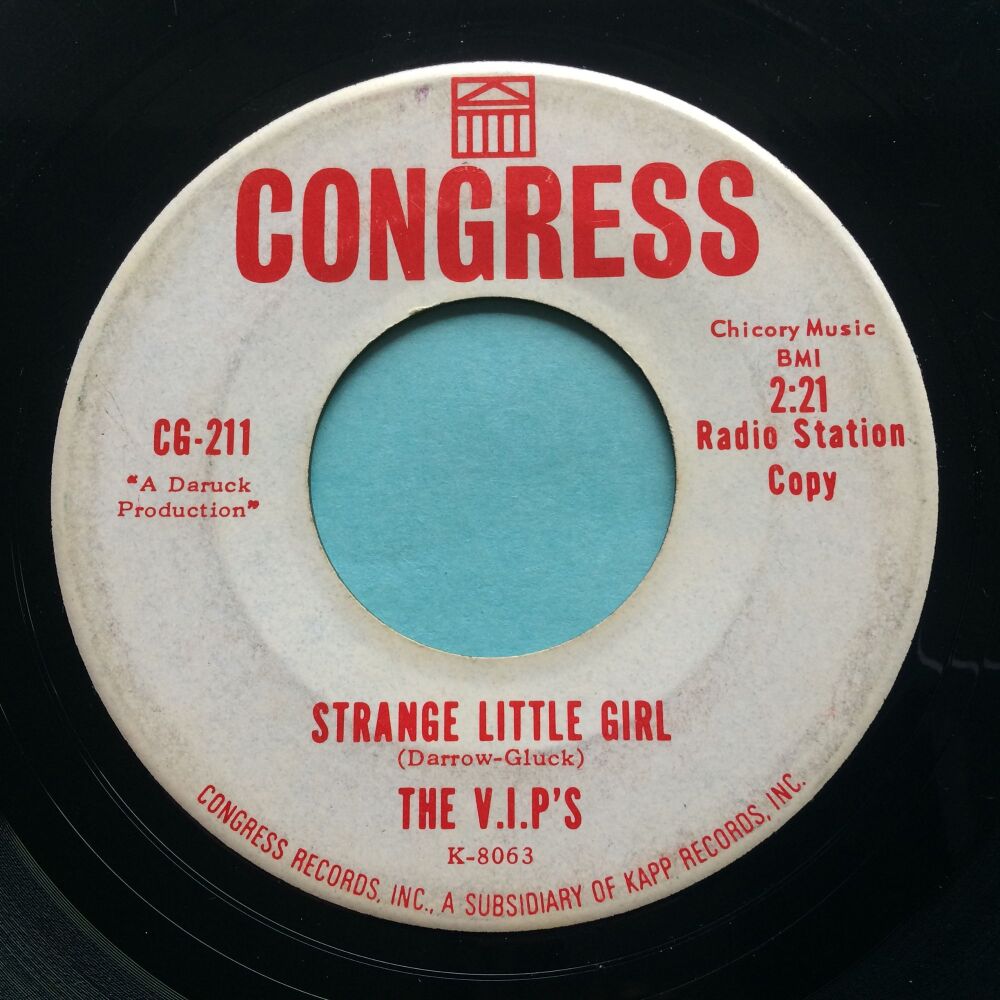 CONGRESS
Chicory Music
BMI
2:21
Radio Station
Copy
CG-211
"A Daruck
Production"
STRANGE LITTLE GIRL
(Darrow-Gluck)
THE V.I.P'S
K-8063
CONGRESS RECORDS, INC., A SUBSIDIARY OF KAPP RECORDS, INC.